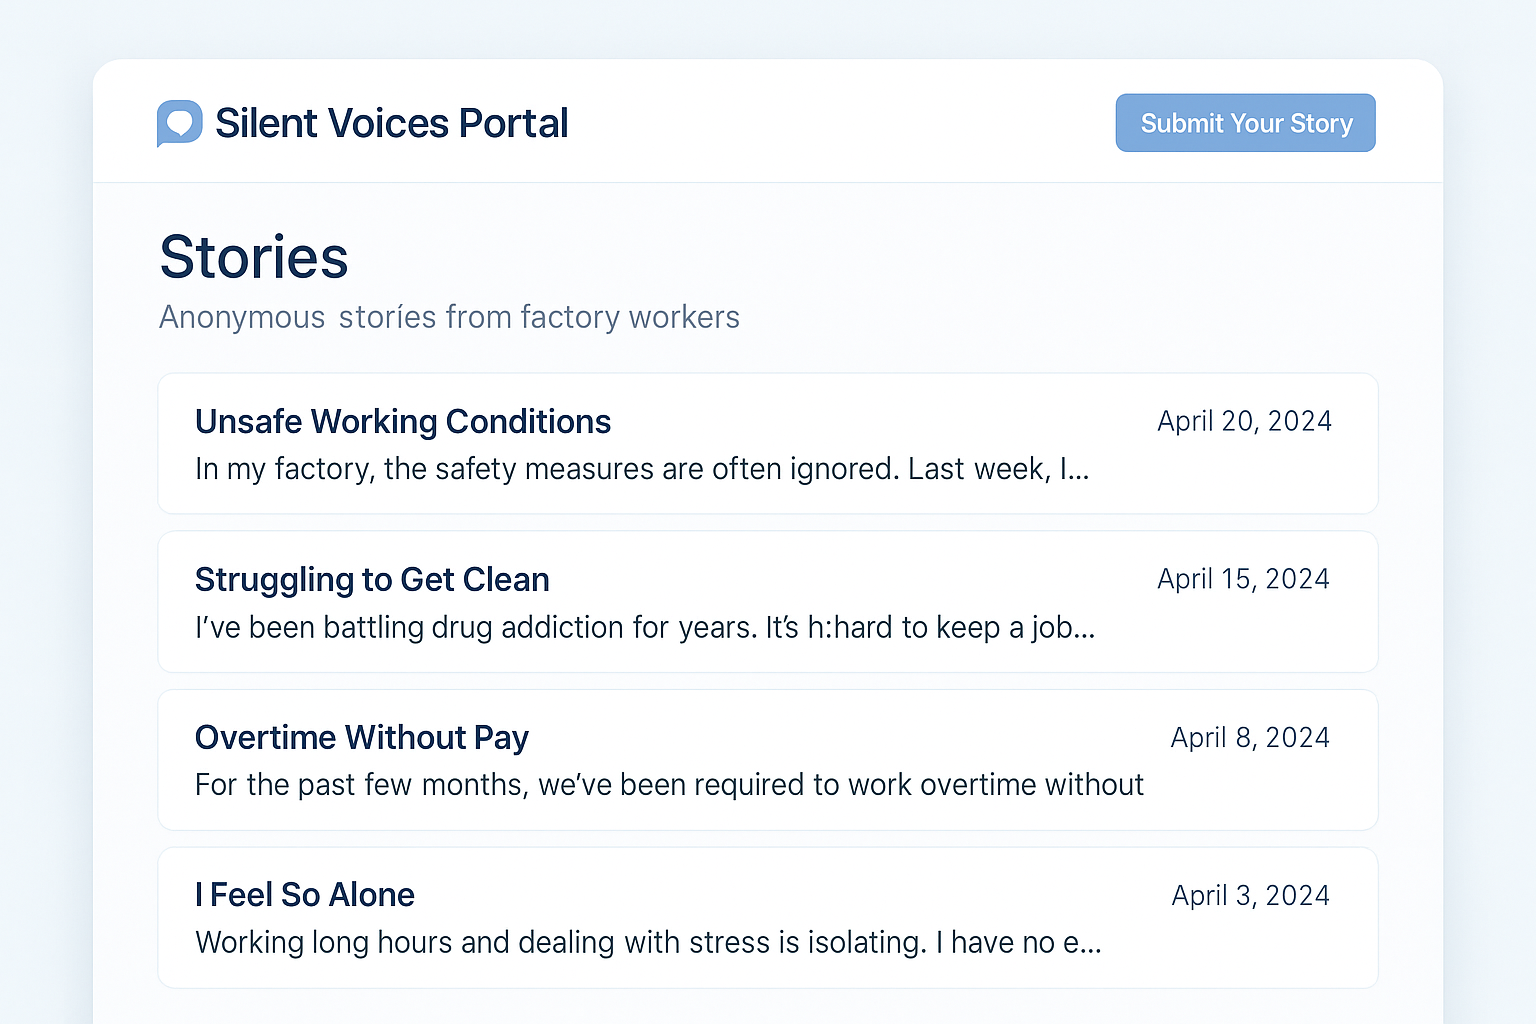 Silent Voices Portal
Submit Your Story
Stories
Anonymous storíes from factory workers
Unsafe Working Conditions
April 20, 2024
In my factory, the safety measures are often ignored. Last week, I...
Struggling to Get Clean
April 15, 2024
I’ve been battling drug addiction for years. It’s h:hard to keep a job...
Overtime Without Pay
April 8, 2024
For the past few months, we’ve been required to work overtime without
I Feel So Alone
April 3, 2024
Working long hours and dealing with stress is isolating. I have no e...